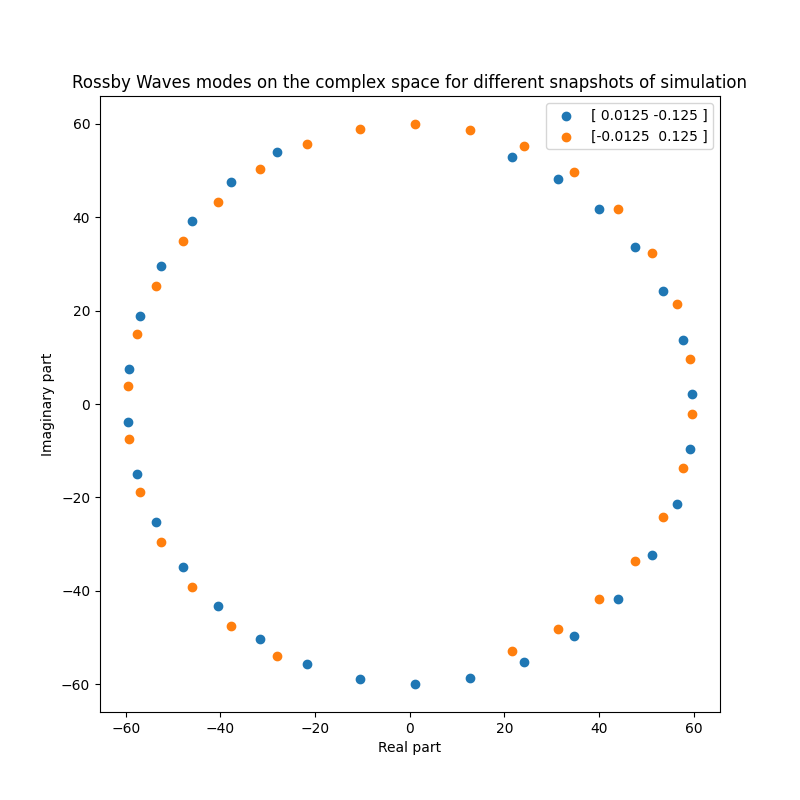 Rossby Waves modes on the complex space for different snapshots of simulation
[ 0.0125 -0.125 ]
[-0.0125  0.125 ]
60
40
20
0
−20
−40
−60
Imaginary part
−60 −40 −20 0 20 40 60
Real part